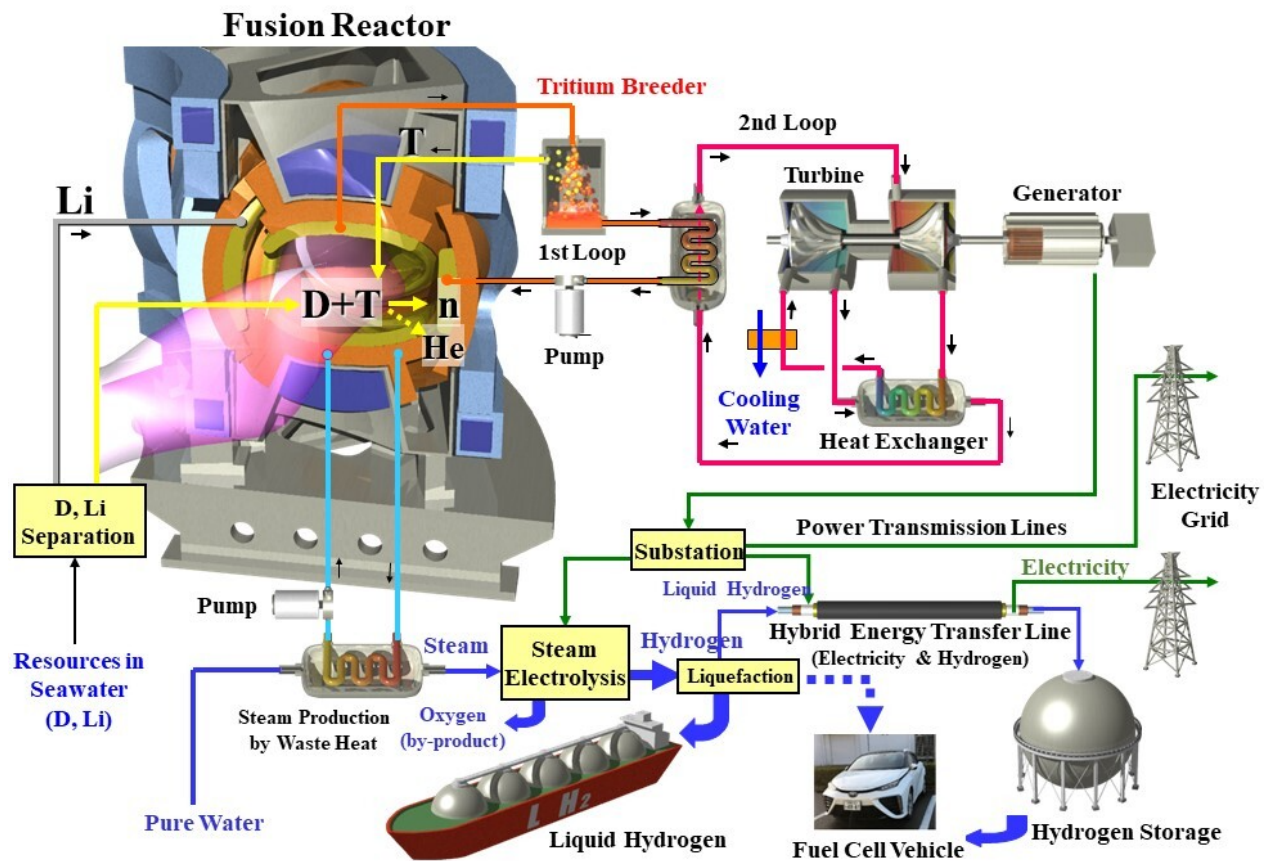 Fusion Reactor
Tritium Breeder
T
2nd Loop
Turbine
Generator
Li
1st Loop
D+T
n
He
Pump
Cooling
Water
Heat Exchanger
D, Li
Separation
Electricity
Grid
Power Transmission Lines
Substation
Electricity
Liquid Hydrogen
Pump
Hybrid Energy Transfer Line
(Electricity & Hydrogen)
Steam
Steam
Electrolysis
Hydrogen
Liquefaction
Resources in
Seawater
(D, Li)
Steam Production
by Waste Heat
Oxygen
(by-product)
L H2
Pure Water
Liquid Hydrogen
Fuel Cell Vehicle
Hydrogen Storage